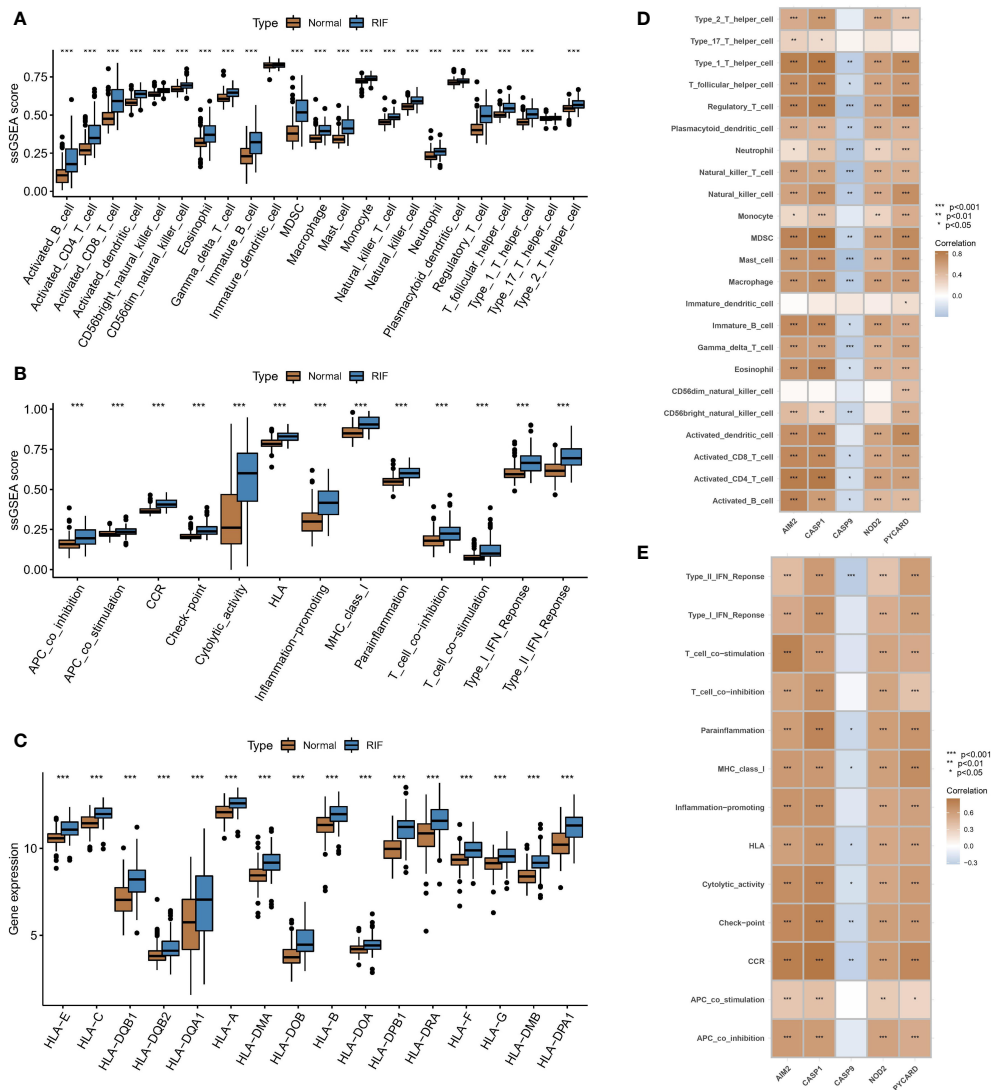 A
Type Normal RIF
*** *** *** *** *** *** *** *** *** *** *** *** *** *** *** *** *** *** *** ***
ssGSEA score
0.75
0.50
0.25
0.00
Activated_B_cell
Activated_CD4_T_cell
Activated_CD8_T_cell
Activated_dendritic_cell
CD56bright_natural_killer_cell
CD56dim_natural_killer_cell
Eosinophil
Gamma_delta_T_cell
Immature_B_cell
Immature_dendritic_cell
MDSC
Macrophage
Mast_cell
Monocyte
Natural_killer_T_cell
Natural_killer_cell
Neutrophil
Plasmacytoid_dendritic_cell
Regulatory_T_cell
T_follicular_helper_cell
Type_1_T_helper_cell
Type_17_T_helper_cell
Type_2_T_helper_cell
B
Type Normal RIF
*** *** *** *** *** *** *** *** *** *** *** *** ***
ssGSEA score
1.00
0.75
0.50
0.25
0.00
APC_co_inhibition
APC_co_stimulation
CCR
Check-point
Cytolytic_activity
HLA
Inflammation-promoting
MHC_class_I
Parainflammation
T_cell_co-inhibition
T_cell_co-stimulation
Type_I_IFN_Reponse
Type_II_IFN_Reponse
C
Type Normal RIF
*** *** *** *** *** *** *** *** *** *** *** *** *** *** *** ***
Gene expression
10
5
HLA-E
HLA-C
HLA-DQB1
HLA-DQB2
HLA-DQA1
HLA-A
HLA-DMA
HLA-DOB
HLA-B
HLA-DOA
HLA-DPB1
HLA-DRA
HLA-F
HLA-G
HLA-DMB
HLA-DPA1
D
Type_2_T_helper_cell *** *** *** ***
Type_17_T_helper_cell ** *
Type_1_T_helper_cell *** *** ** *** ***
T_follicular_helper_cell *** *** * *** ***
Regulatory_T_cell *** *** *** *** ***
Plasmacytoid_dendritic_cell *** *** ** *** ***
Neutrophil * *** *** ** ***
Natural_killer_T_cell *** *** *** *** ***
Natural_killer_cell *** *** ** *** ***
Monocyte * *** ** ***
MDSC *** *** ** *** ***
Mast_cell *** *** *** *** ***
Macrophage *** *** *** *** ***
Immature_dendritic_cell *
Immature_B_cell *** *** * *** ***
Gamma_delta_T_cell *** *** *** *** ***
Eosinophil *** *** * *** ***
CD56dim_natural_killer_cell ***
CD56bright_natural_killer_cell *** ** ** ***
Activated_dendritic_cell *** *** *** ***
Activated_CD8_T_cell *** *** * *** ***
Activated_CD4_T_cell *** *** * *** ***
Activated_B_cell *** *** * *** ***
AIM2 CASP1 CASP9 NOD2 PYCARD
*** p<0.001
** p<0.01
* p<0.05
Correlation
0.8
0.4
0.0
E
Type_II_IFN_Reponse *** *** *** *** ***
Type_I_IFN_Reponse *** *** *** ***
T_cell_co-stimulation *** *** *** ***
T_cell_co-inhibition *** *** *** ***
Parainflammation *** *** * *** ***
MHC_class_I *** *** * *** ***
Inflammation-promoting *** *** *** ***
HLA *** *** * *** ***
Cytolytic_activity *** *** * *** ***
Check-point *** *** ** *** ***
CCR *** *** ** *** ***
APC_co_stimulation *** *** ** *
APC_co_inhibition *** *** *** ***
AIM2 CASP1 CASP9 NOD2 PYCARD
*** p<0.001
** p<0.01
* p<0.05
Correlation
0.6
0.3
0.0
−0.3